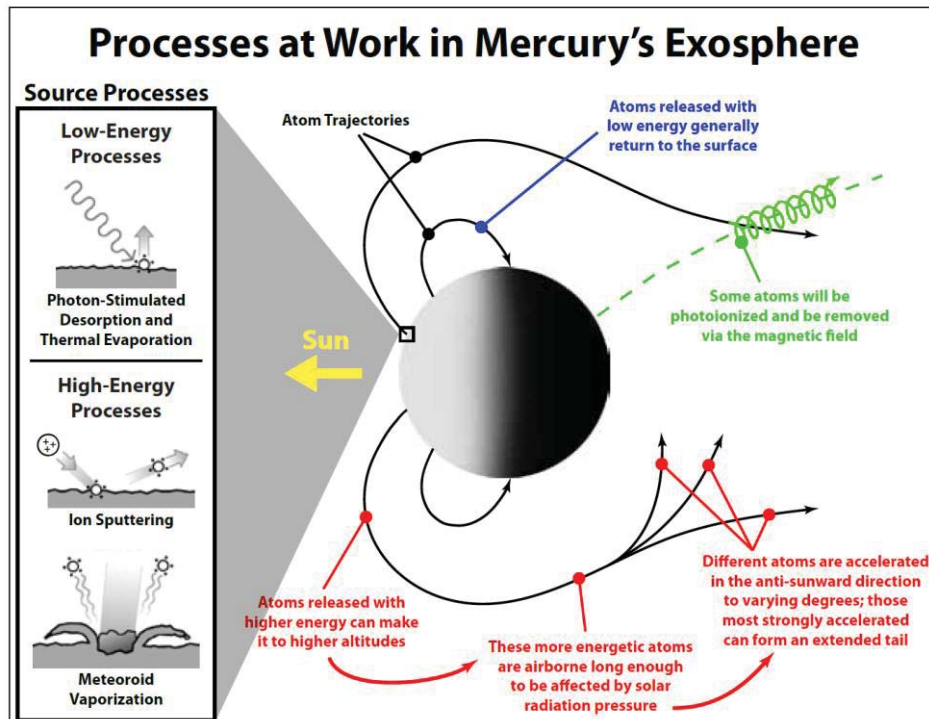 Processes at Work in Mercury's Exosphere
Source Processes
Low-Energy
Processes
Photon-Stimulated
Desorption and
Thermal Evaporation
High-Energy
Processes
++
++
Ion Sputtering
Meteoroid
Vaporization
Atom Trajectories
Atoms released with
low energy generally
return to the surface
Some atoms will be
photoionized and be removed
via the magnetic field
Sun
Atoms released with
higher energy can make
it to higher altitudes
These more energetic atoms
are airborne long enough
to be affected by solar
radiation pressure
Different atoms are accelerated
in the anti-sunward direction
to varying degrees; those
most strongly accelerated
can form an extended tail